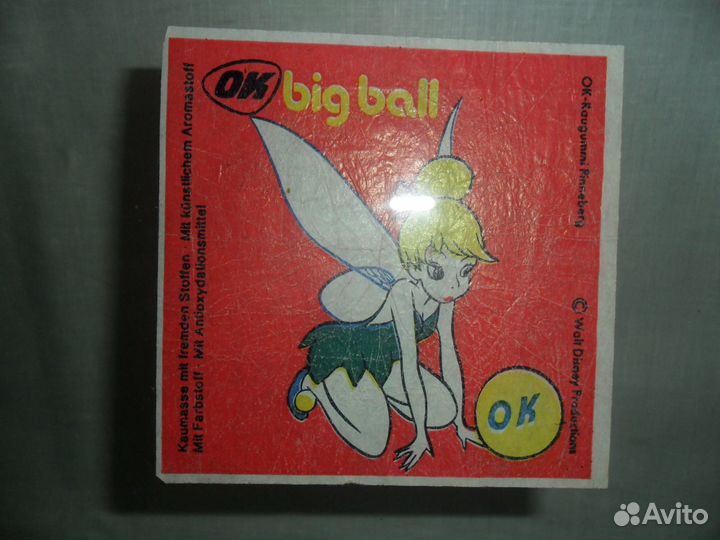 OK big ball
Kaumasse mit fremden Stoffen · Mit künstlichem Aromastoff
Mit Farbstoff · Mit Antioxydationsmittel
OK-Kaugummi Pinneberg
© Walt Disney Productions
OK
Avito